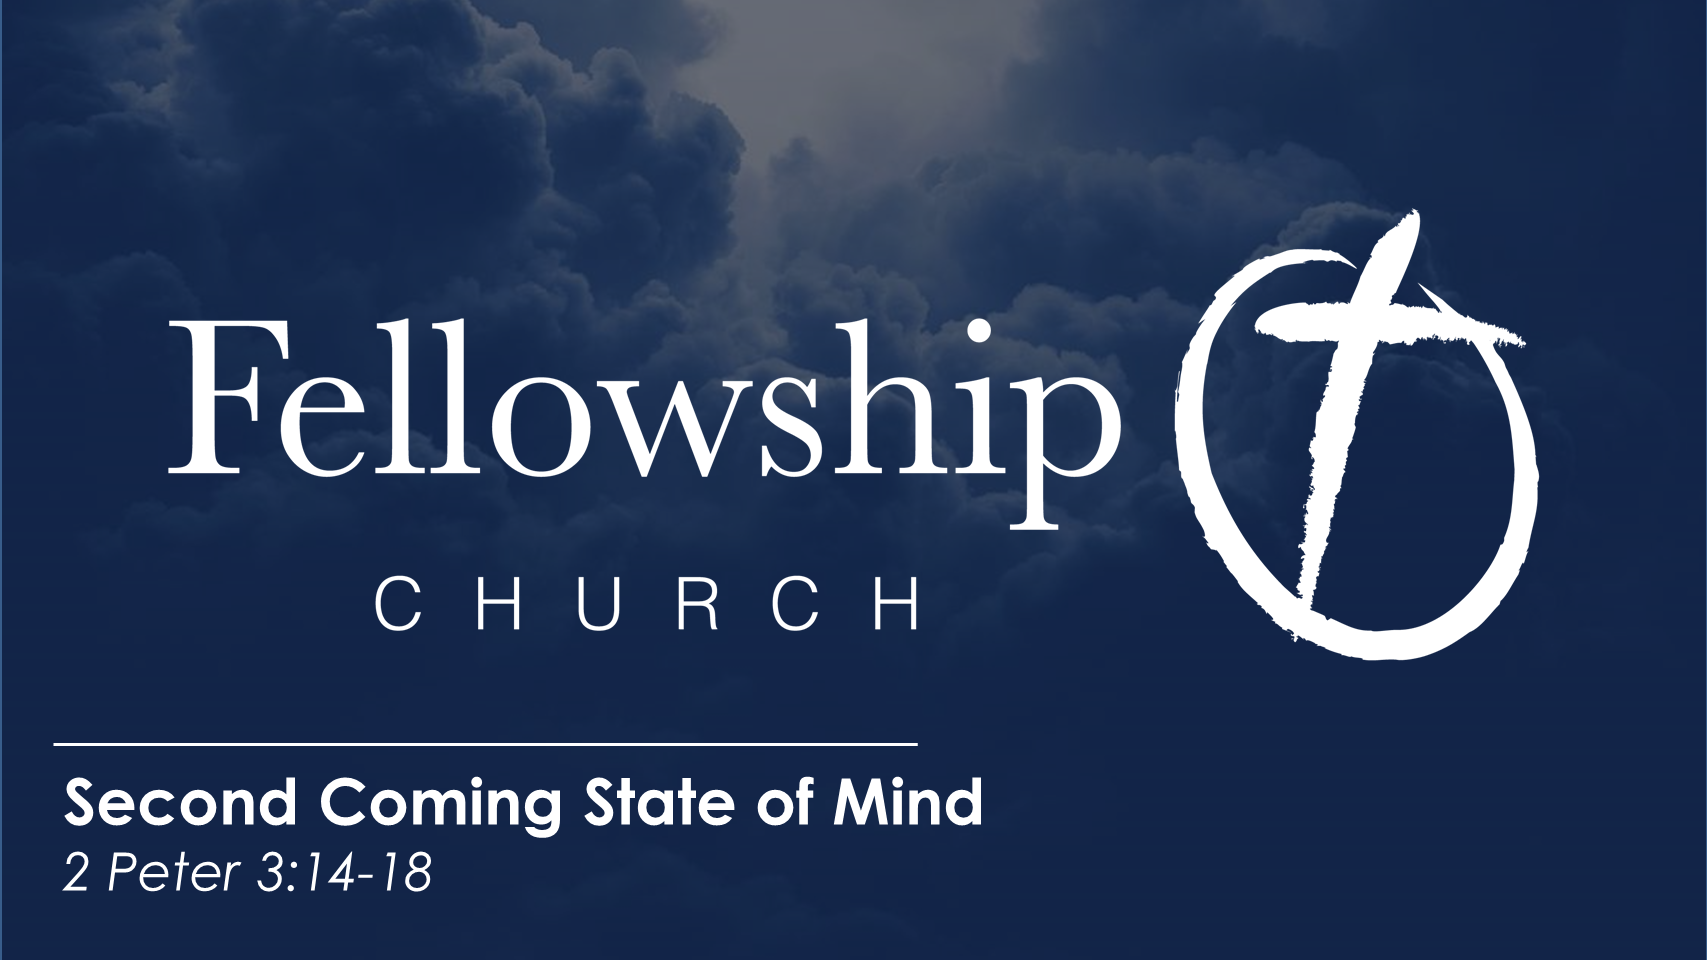 Fellowship
CHURCH
Second Coming State of Mind
2 Peter 3:14-18